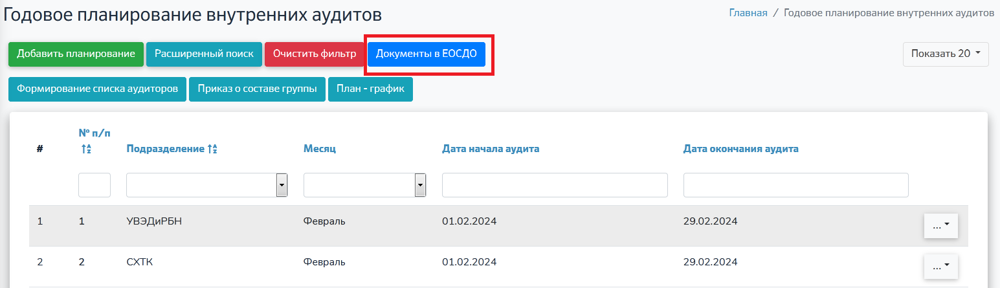 Годовое планирование внутренних аудитов
Главная / Годовое планирование внутренних аудитов
Добавить планирование Расширенный поиск Очистить фильтр Документы в ЕОСДО Показать 20
Формирование списка аудиторов Приказ о составе группы План - график
# № п/п Подразделение Месяц Дата начала аудита Дата окончания аудита
1 1 УВЭДиРБН Февраль 01.02.2024 29.02.2024 ...
2 2 СХТК Февраль 01.02.2024 29.02.2024 ...